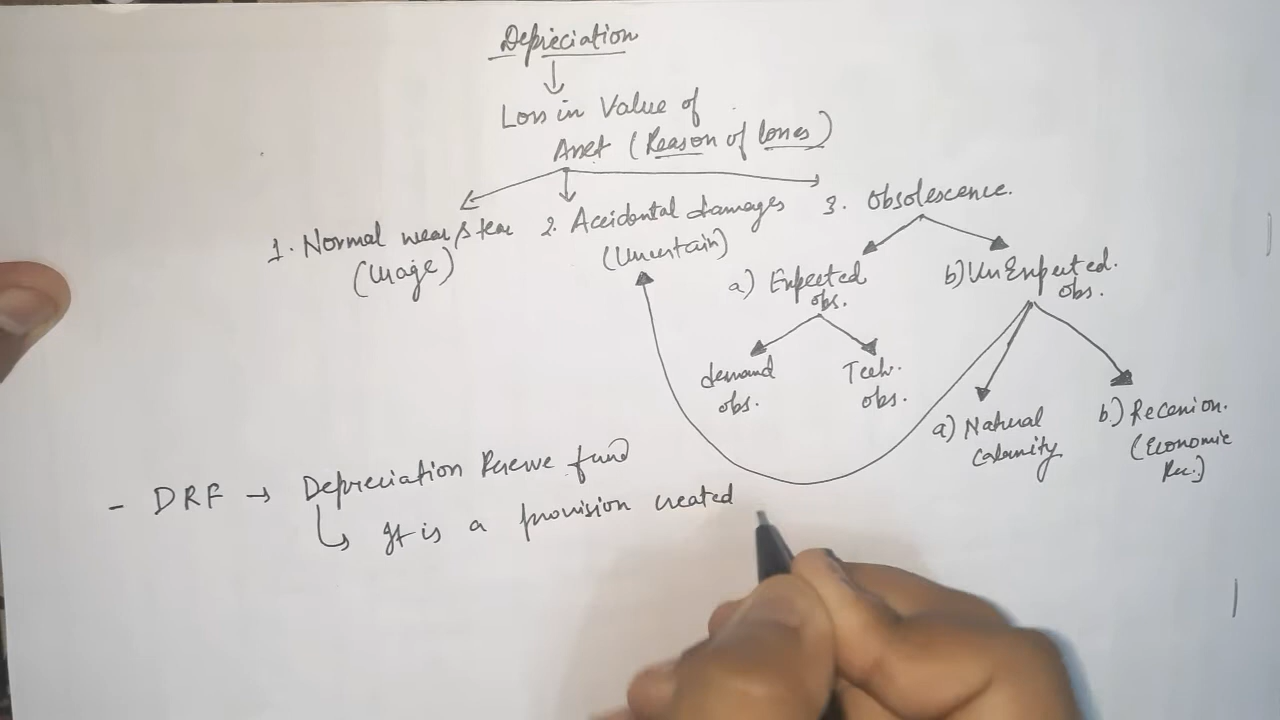 Depreciation
Loss in Value of
Asset (Reason of losses)
1. Normal wear & tear
(Usage)
2. Accidental damages
(Uncertain)
3. Obsolescence.
a) Expected
obs.
b) UnExpected.
obs.
demand
obs.
Tech.
obs.
a) Natural
Calamity
b) Recession.
(Economic
Rec.)
- DRF → Depreciation Reserve fund
↳ It is a provision created